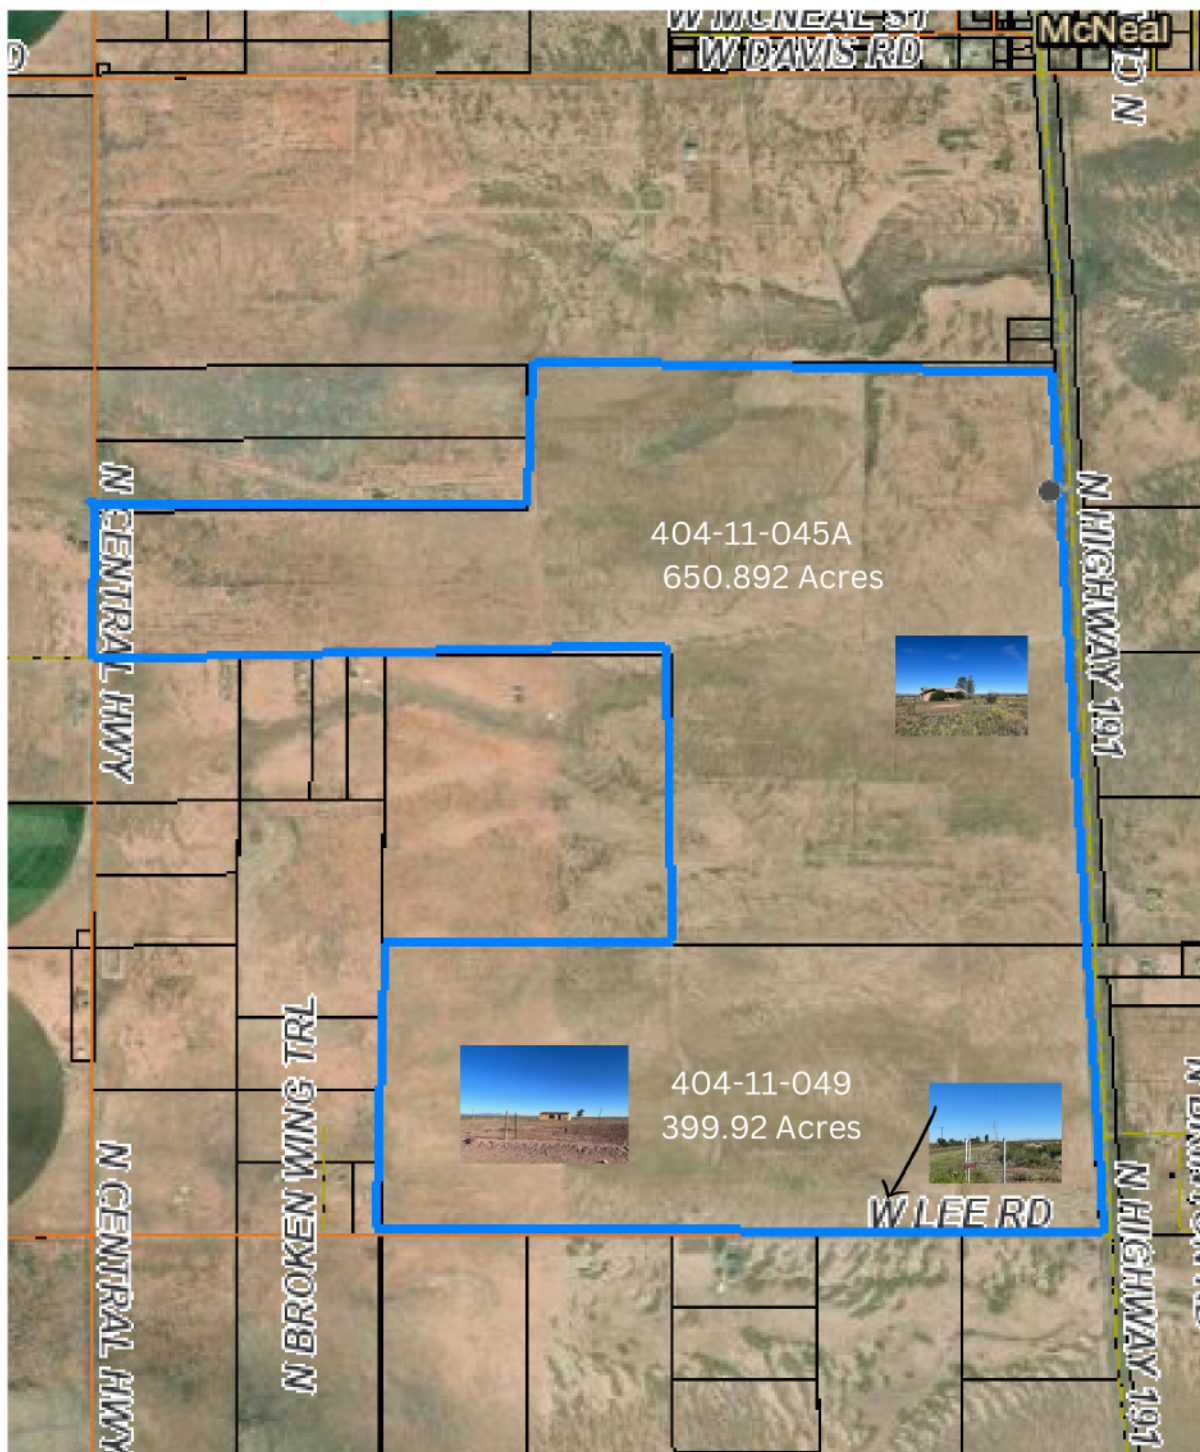 W MCNEAL ST
McNeal
W DAVIS RD
RD N
N CENTRAL HWY
N HIGHWAY 191
404-11-045A
650.892 Acres
N BROKEN WING TRL
404-11-049
399.92 Acres
W LEE RD
N CENTRAL HWY
N HIGHWAY 191